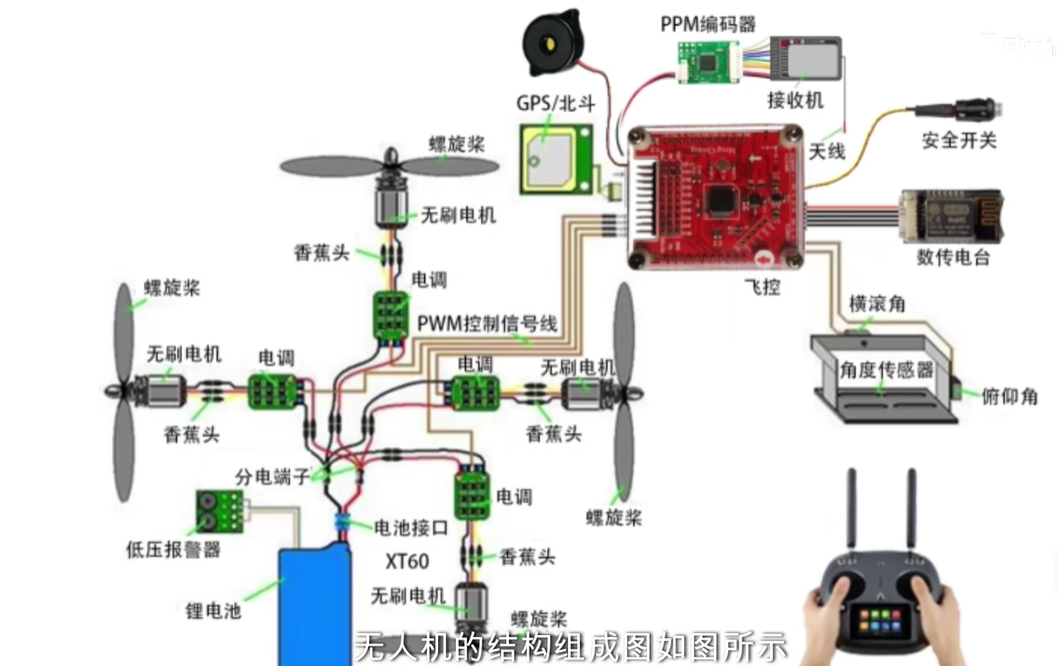 PPM编码器
接收机
GPS/北斗
天线
安全开关
螺旋桨
无刷电机
香蕉头
电调
数传电台
飞控
PWM控制信号线
横滚角
角度传感器
俯仰角
螺旋桨
无刷电机
电调
香蕉头
电调
无刷电机
香蕉头
螺旋桨
分电端子
电调
低压报警器
电池接口
XT60
香蕉头
锂电池
无刷电机
螺旋桨
无人机的结构组成图如图所示